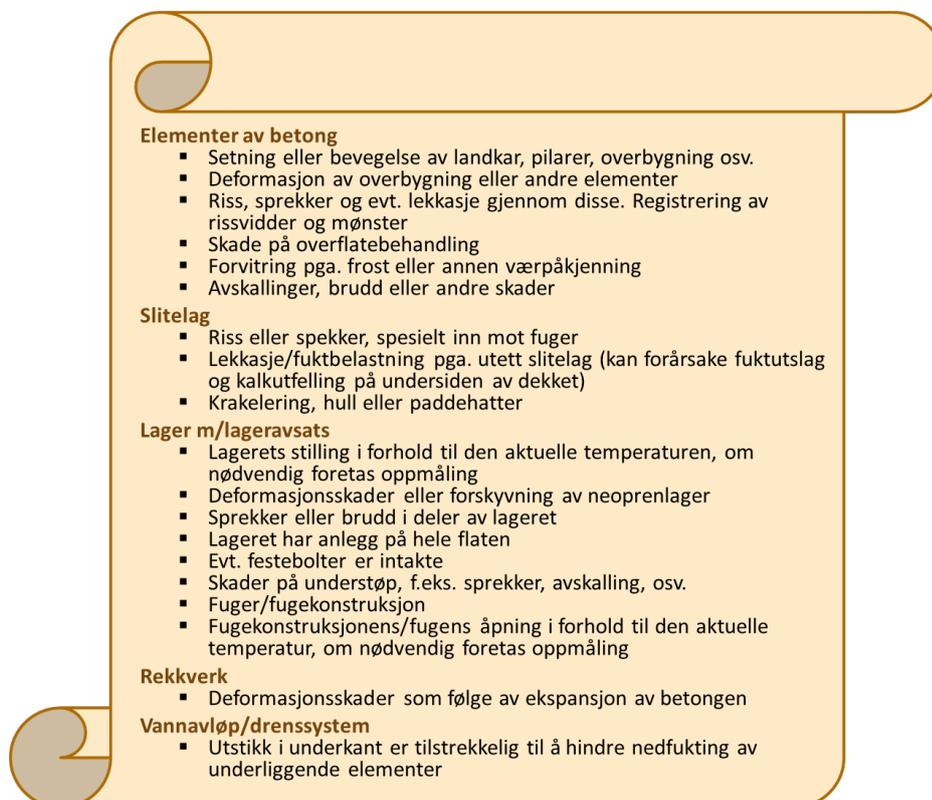 Elementer av betong
▪ Setning eller bevegelse av landkar, pilarer, overbygning osv.
▪ Deformasjon av overbygning eller andre elementer
▪ Riss, sprekker og evt. lekkasje gjennom disse. Registrering av
rissvidder og mønster
▪ Skade på overflatebehandling
▪ Forvitring pga. frost eller annen værpåkjenning
▪ Avskallinger, brudd eller andre skader
Slitelag
▪ Riss eller spekker, spesielt inn mot fuger
▪ Lekkasje/fuktbelastning pga. utett slitelag (kan forårsake fuktutslag
og kalkutfelling på undersiden av dekket)
▪ Krakelering, hull eller paddehatter
Lager m/lageravsats
▪ Lagerets stilling i forhold til den aktuelle temperaturen, om
nødvendig foretas oppmåling
▪ Deformasjonsskader eller forskyvning av neoprenlager
▪ Sprekker eller brudd i deler av lageret
▪ Lageret har anlegg på hele flaten
▪ Evt. festebolter er intakte
▪ Skader på understøp, f.eks. sprekker, avskalling, osv.
▪ Fuger/fugekonstruksjon
▪ Fugekonstruksjonens/fugens åpning i forhold til den aktuelle
temperatur, om nødvendig foretas oppmåling
Rekkverk
▪ Deformasjonsskader som følge av ekspansjon av betongen
Vannavløp/drenssystem
▪ Utstikk i underkant er tilstrekkelig til å hindre nedfukting av
underliggende elementer